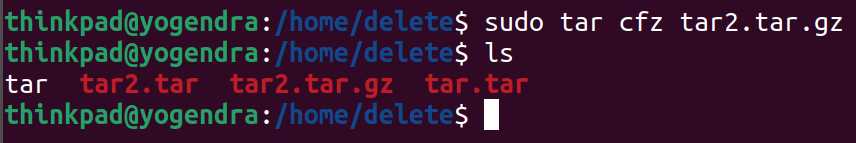 thinkpad@yogendra:/home/delete$ sudo tar cfz tar2.tar.gz
thinkpad@yogendra:/home/delete$ ls
tar  tar2.tar  tar2.tar.gz  tar.tar
thinkpad@yogendra:/home/delete$